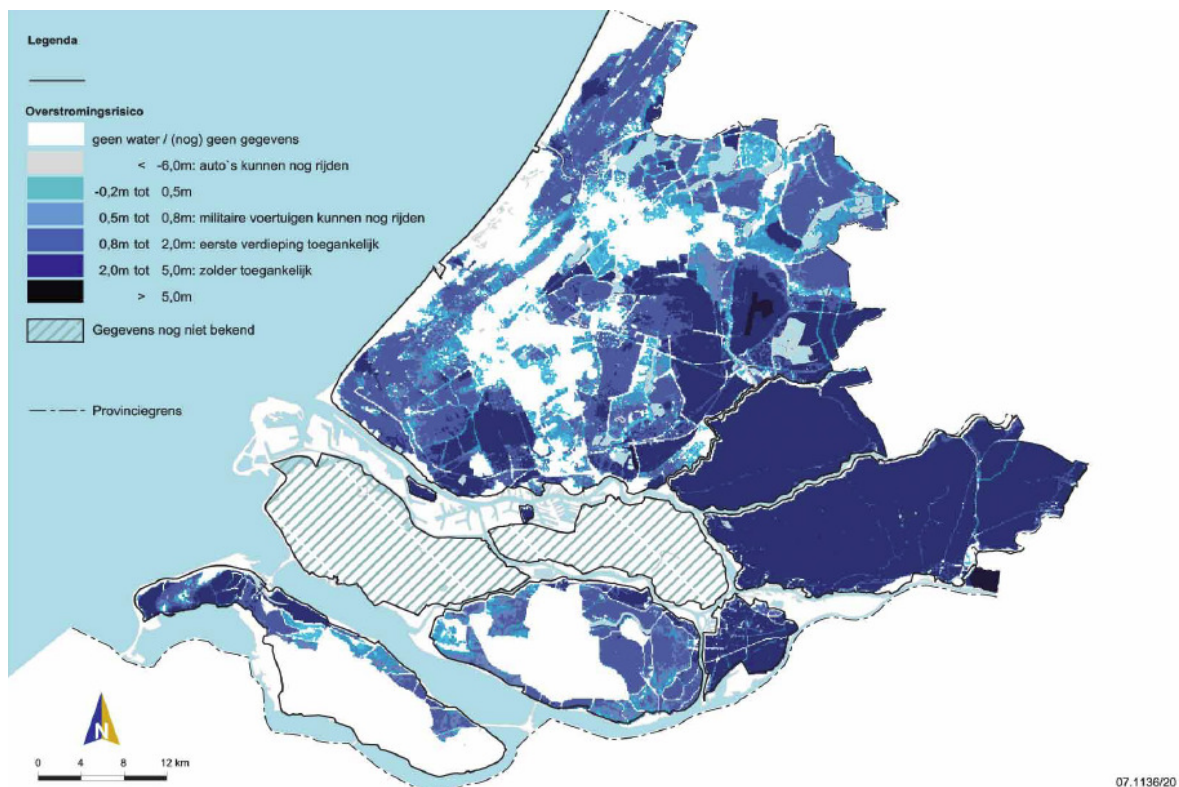 Legenda
Overstromingsrisico
geen water / (nog) geen gegevens
< -6,0m: auto`s kunnen nog rijden
-0,2m tot 0,5m
0,5m tot 0,8m: militaire voertuigen kunnen nog rijden
0,8m tot 2,0m: eerste verdieping toegankelijk
2,0m tot 5,0m: zolder toegankelijk
> 5,0m
Gegevens nog niet bekend
Provinciegrens
N
0 4 8 12 km
07.1136/20